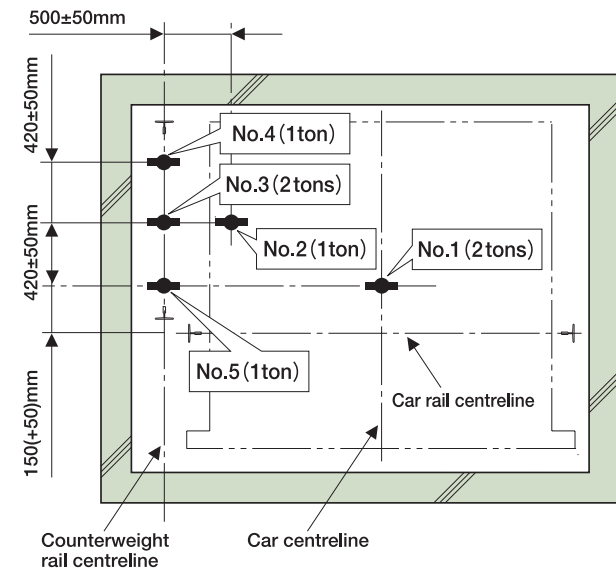 500±50mm
420±50mm
420±50mm
150(+50)mm
No.4(1ton)
No.3(2tons)
No.2(1ton)
No.1(2tons)
No.5(1ton)
Car rail centreline
Counterweight
rail centreline
Car centreline